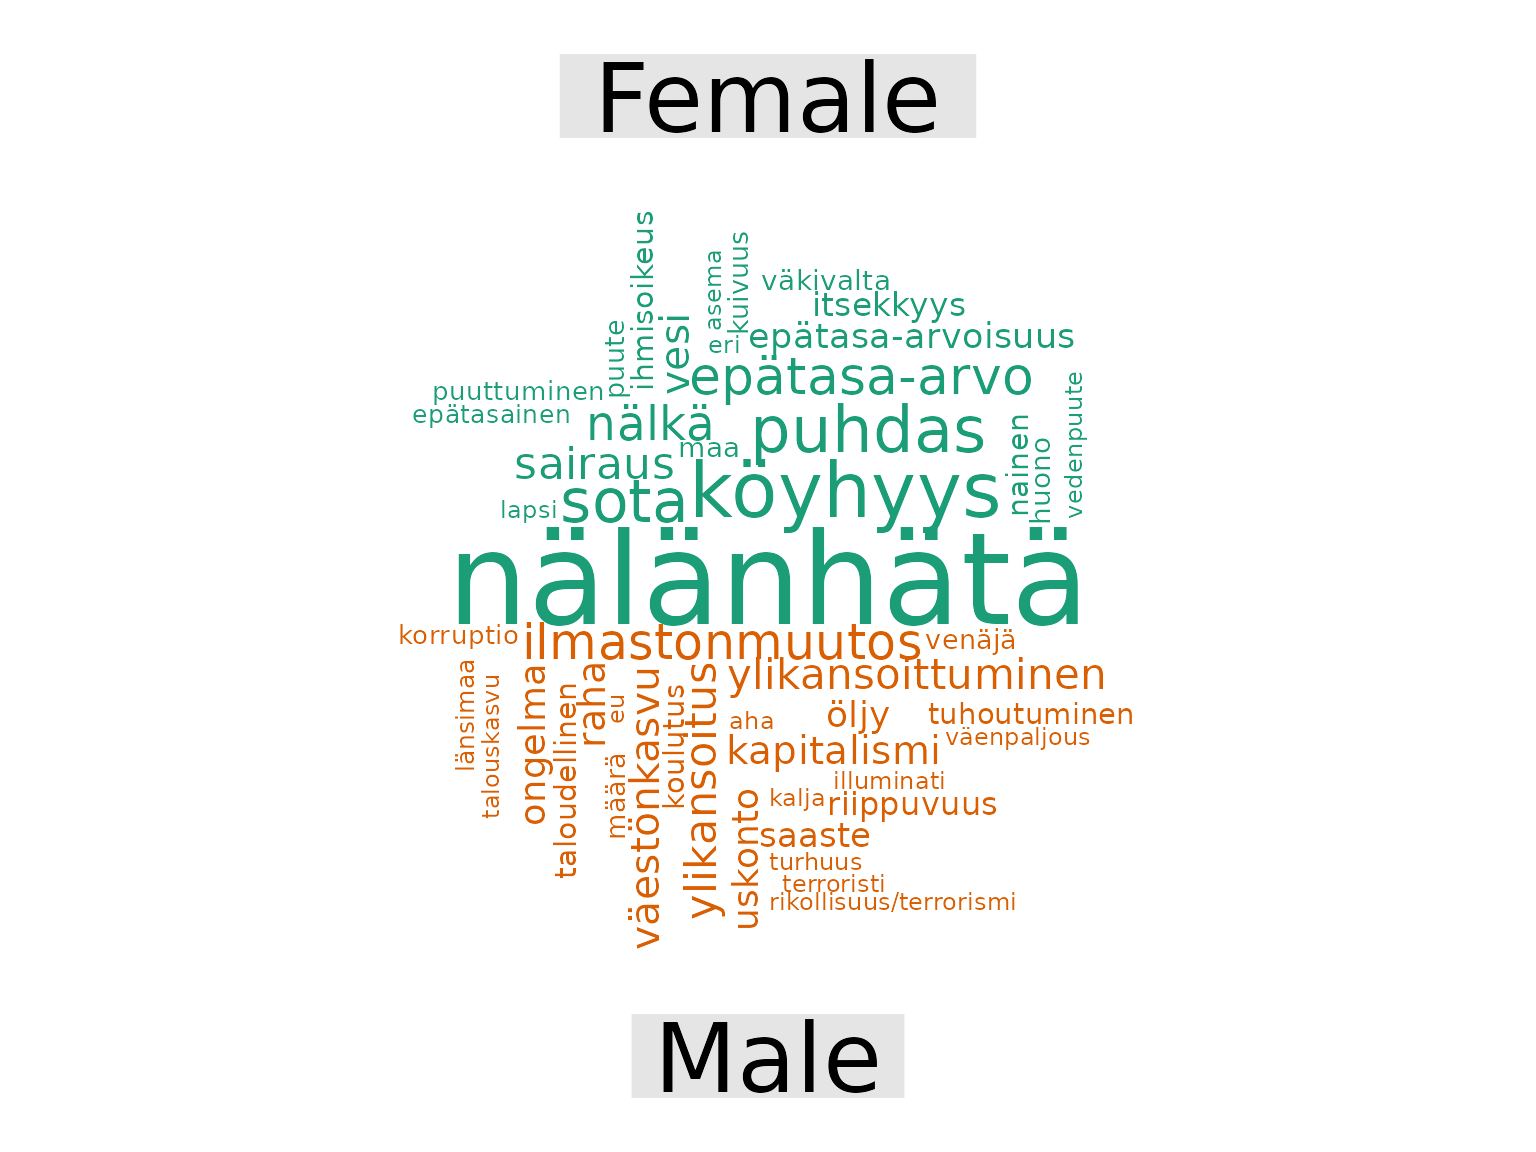 Female
ihmisoikeus
asema
kuivuus
väkivalta
itsekkyys
puute
vesi
eri
epätasa-arvoisuus
epätasa-arvo
puuttuminen
epätasainen
nälkä
puhdas
nainen
huono
vedenpuute
maa
sairaus
köyhyys
lapsi
sota
nälänhätä
korruptio
ilmastonmuutos
venäjä
ylikansoittuminen
länsimaa
talouskasvu
ongelma
taloudellinen
raha
eu
määrä
väestönkasvu
koulutus
ylikansoitus
aha
öljy
tuhoutuminen
väenpaljous
kapitalismi
illuminati
kalja
riippuvuus
uskonto
saaste
turhuus
terroristi
rikollisuus/terrorismi
Male